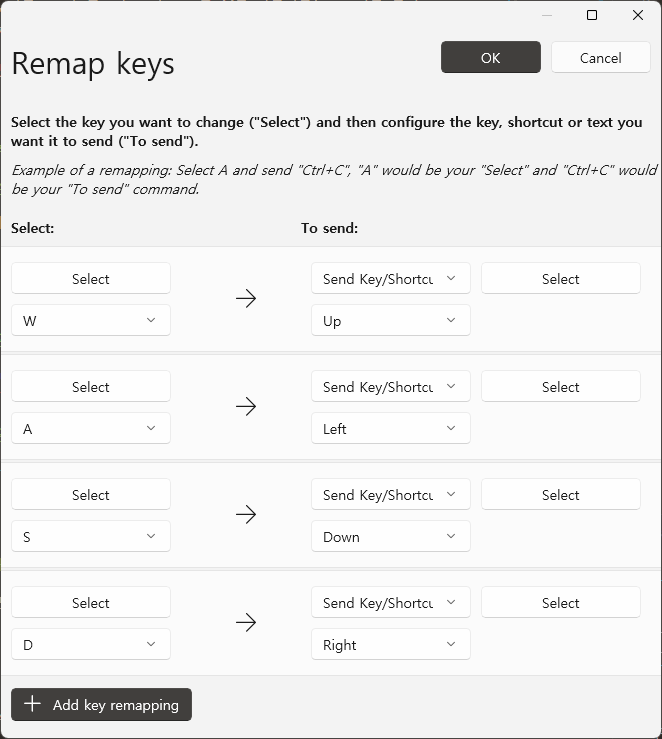 Remap keys
OK
Cancel
Select the key you want to change ("Select") and then configure the key, shortcut or text you
want it to send ("To send").
Example of a remapping: Select A and send "Ctrl+C", "A" would be your "Select" and "Ctrl+C" would
be your "To send" command.
Select:
To send:
Select
Send Key/Shortcu
Select
W
Up
Select
Send Key/Shortcu
Select
A
Left
Select
Send Key/Shortcu
Select
S
Down
Select
Send Key/Shortcu
Select
D
Right
Add key remapping